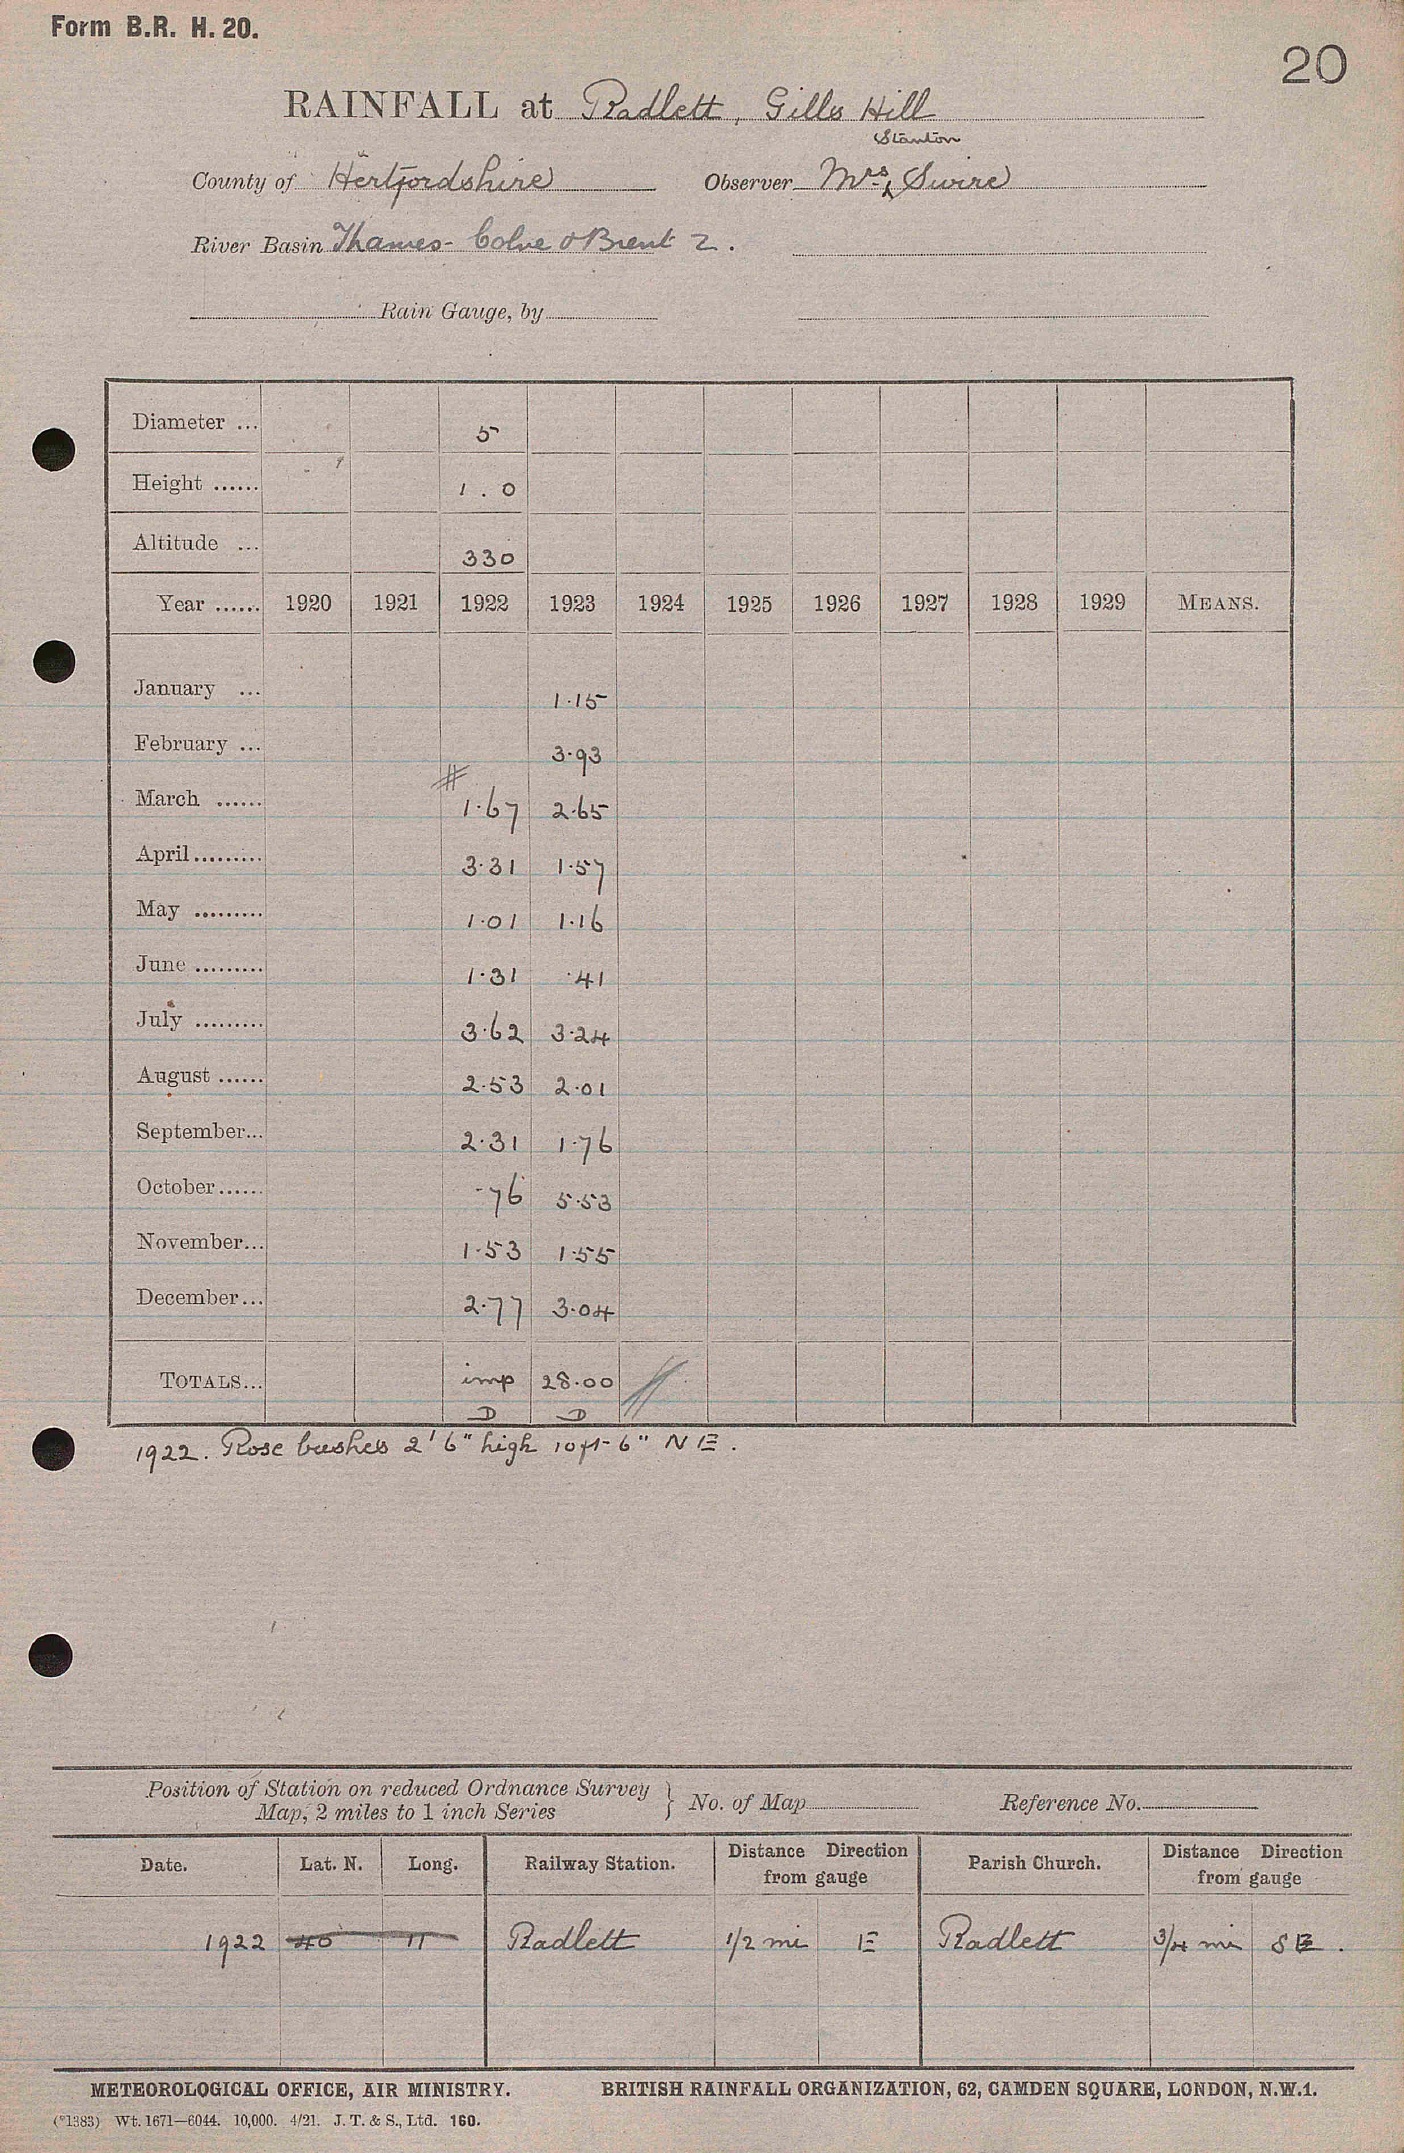 Form B.R. H. 20.
20
RAINFALL at Radlett, Gills Hill
Stanton
County of Hertfordshire Observer Mrs Swire
River Basin Thames - Colne & Brent 2.
Rain Gauge, by
Diameter ... 5
Height ...... 1.0
Altitude ... 330
Year ...... 1920 1921 1922 1923 1924 1925 1926 1927 1928 1929 MEANS.
January ... 1.15
February ... 3.93
#
March ...... 1.67 2.65
April ......... 3.31 1.57
May ......... 1.01 1.16
June ......... 1.31 .41
July ......... 3.62 3.24
August ...... 2.53 2.01
September... 2.31 1.76
October...... .76 5.53
November... 1.53 1.55
December... 2.77 3.04
TOTALS... imp 28.00
D D
1922. Rose bushes 2'6" high 10ft-6" NE.
Position of Station on reduced Ordnance Survey
Map, 2 miles to 1 inch Series } No. of Map Reference No.
Date. Lat. N. Long. Railway Station. Distance Direction from gauge Parish Church. Distance Direction from gauge
1922 40 11 Radlett 1/2 mi E Radlett 3/4 mi SE.
METEOROLOGICAL OFFICE, AIR MINISTRY. BRITISH RAINFALL ORGANIZATION, 62, CAMDEN SQUARE, LONDON, N.W.1.
(*1383) Wt. 1671—6044. 10,000. 4/21. J. T. & S., Ltd. 160.